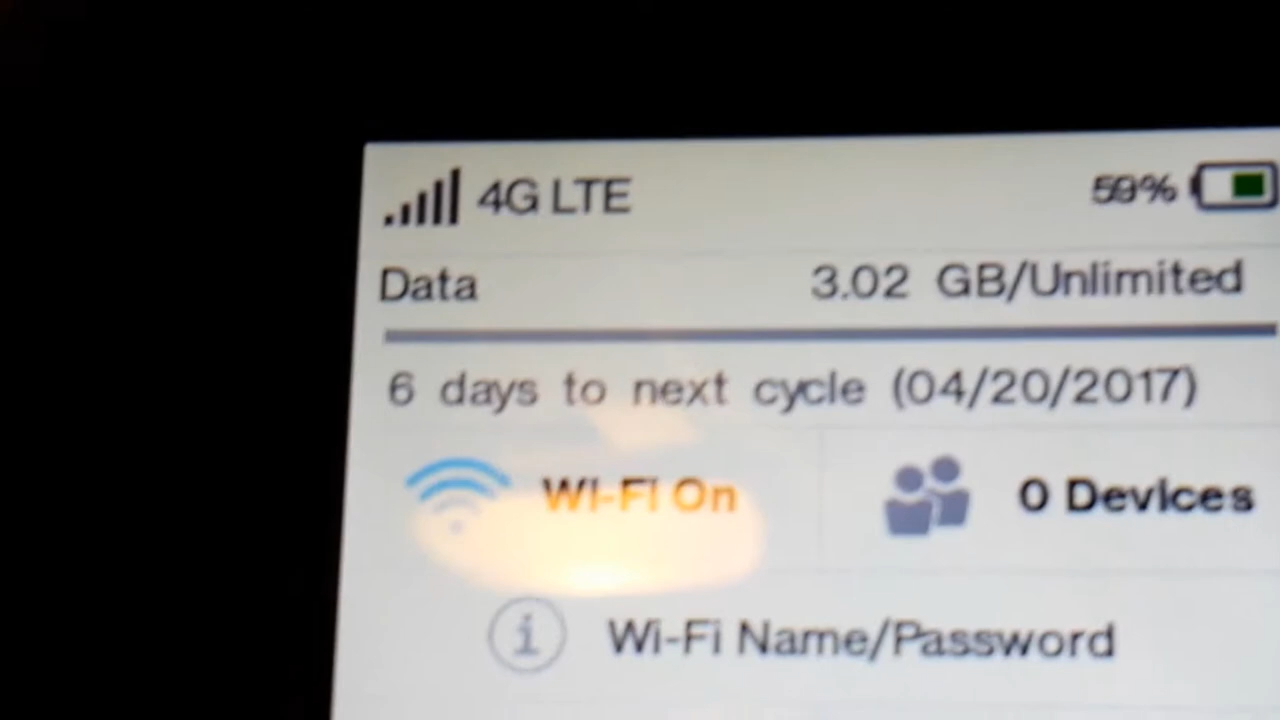 4G LTE 59%
Data 3.02 GB/Unlimited
6 days to next cycle (04/20/2017)
Wi-Fi On 0 Devices
i Wi-Fi Name/Password